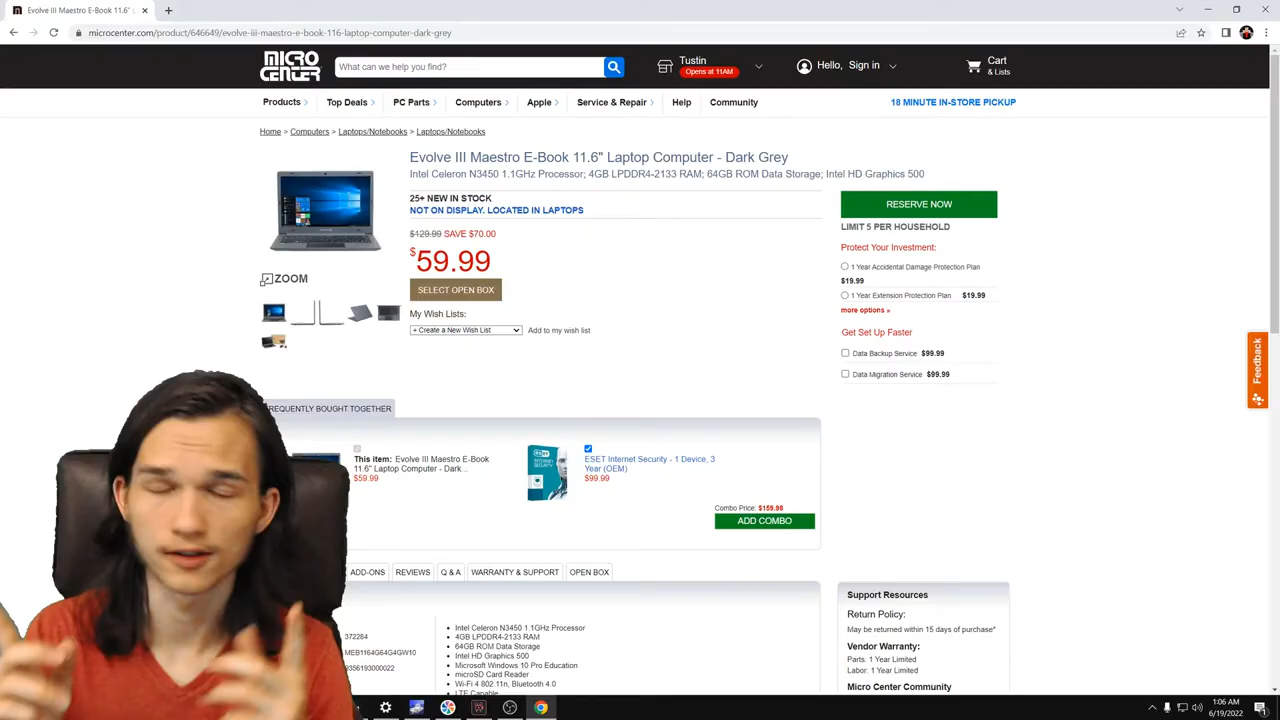 Evolve III Maestro E-Book 11.6" L
microcenter.com/product/646649/evolve-iii-maestro-e-book-116-laptop-computer-dark-grey
MICRO CENTER
What can we help you find?
Tustin
Opens at 11AM
Hello, Sign in
Cart
& Lists
Products
Top Deals
PC Parts
Computers
Apple
Service & Repair
Help
Community
18 MINUTE IN-STORE PICKUP
Home > Computers > Laptops/Notebooks > Laptops/Notebooks
Evolve III Maestro E-Book 11.6" Laptop Computer - Dark Grey
Intel Celeron N3450 1.1GHz Processor; 4GB LPDDR4-2133 RAM; 64GB ROM Data Storage; Intel HD Graphics 500
25+ NEW IN STOCK
NOT ON DISPLAY. LOCATED IN LAPTOPS
$129.99 SAVE $70.00
$59.99
SELECT OPEN BOX
ZOOM
My Wish Lists:
+ Create a New Wish List
Add to my wish list
RESERVE NOW
LIMIT 5 PER HOUSEHOLD
Protect Your Investment:
1 Year Accidental Damage Protection Plan
$19.99
1 Year Extension Protection Plan $19.99
more options »
Get Set Up Faster
Data Backup Service $99.99
Data Migration Service $99.99
Feedback
REQUENTLY BOUGHT TOGETHER
This item: Evolve III Maestro E-Book
11.6" Laptop Computer - Dark...
$59.99
INTERNET SECURITY
ESET Internet Security - 1 Device, 3
Year (OEM)
$99.99
Combo Price: $159.98
ADD COMBO
ADD-ONS
REVIEWS
Q & A
WARRANTY & SUPPORT
OPEN BOX
372284
MEB1164G64G4GW10
9356193000022
Intel Celeron N3450 1.1GHz Processor
4GB LPDDR4-2133 RAM
64GB ROM Data Storage
Intel HD Graphics 500
Microsoft Windows 10 Pro Education
microSD Card Reader
Wi-Fi 4 802.11n, Bluetooth 4.0
LTE Capable
Support Resources
Return Policy:
May be returned within 15 days of purchase*
Vendor Warranty:
Parts: 1 Year Limited
Labor: 1 Year Limited
Micro Center Community
1:06 AM
6/19/2022